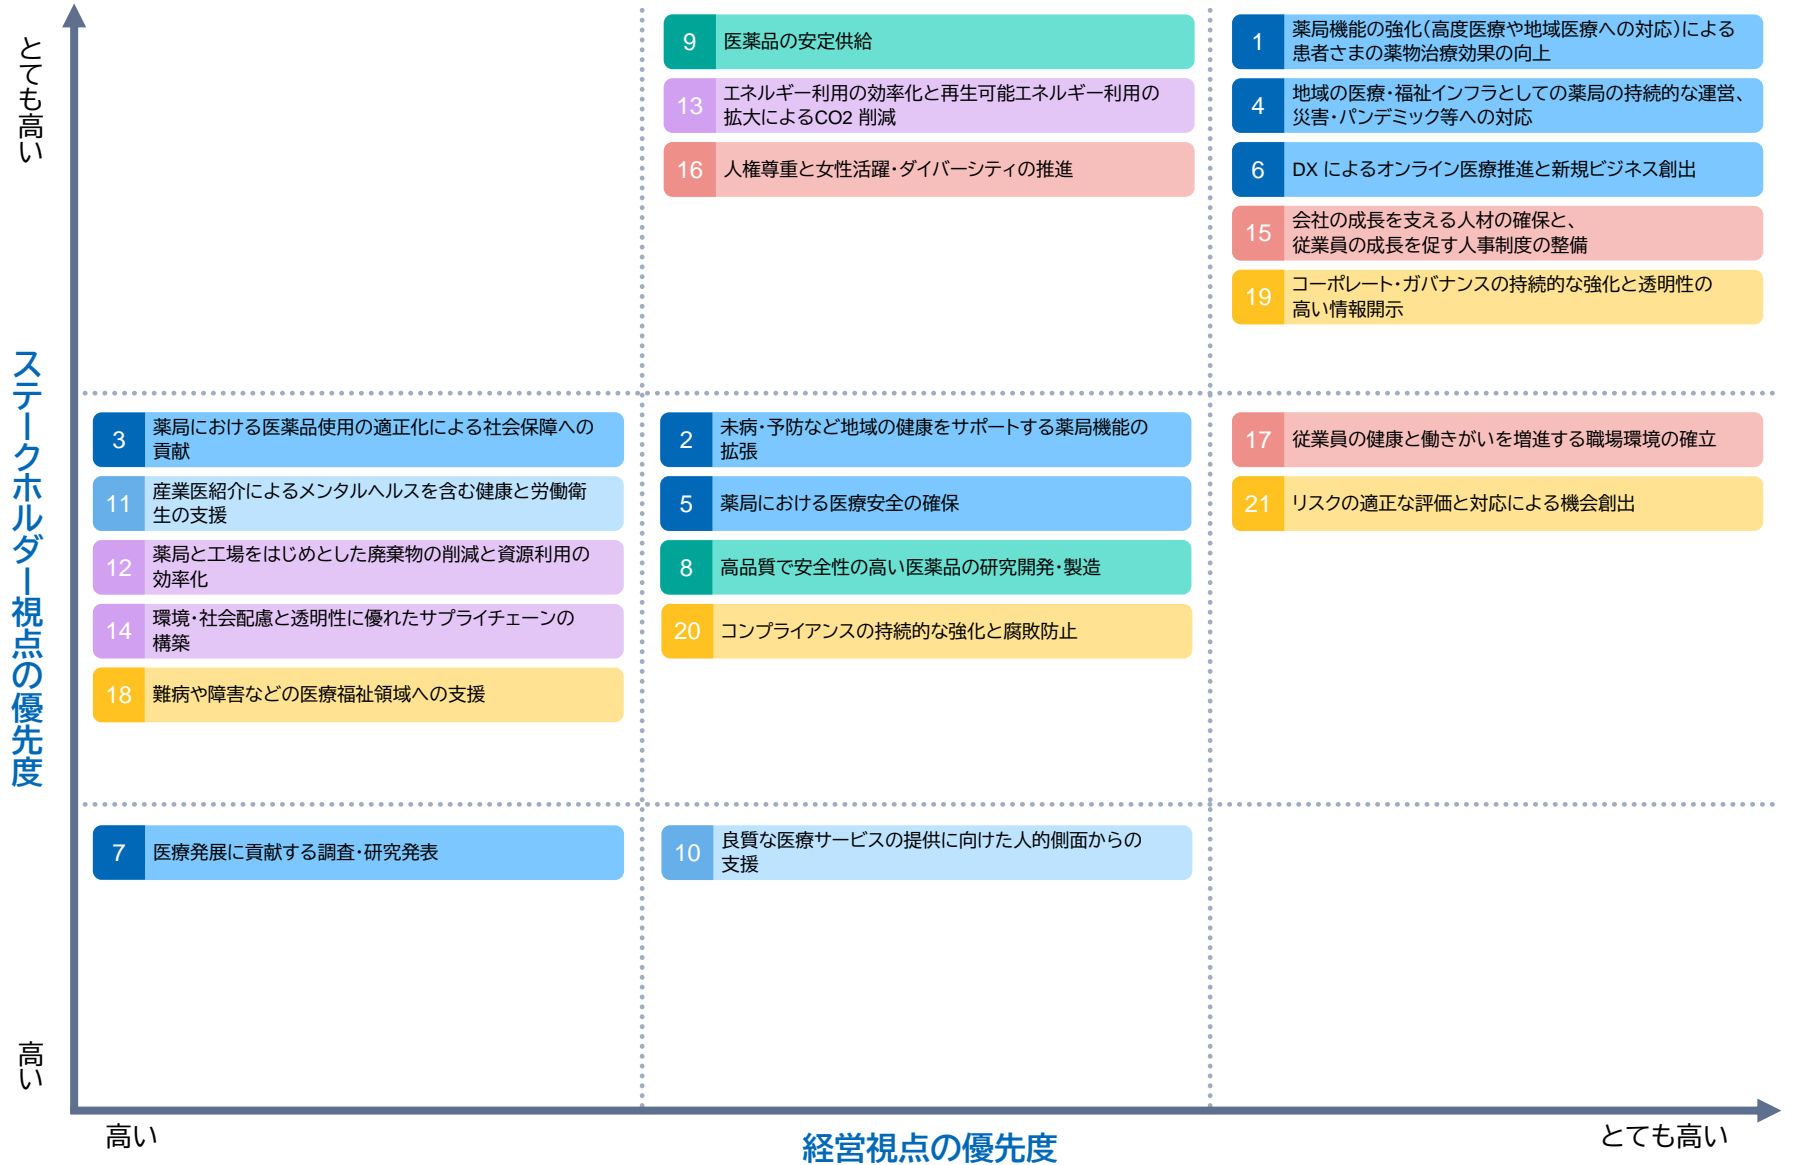 とても高い
ステークホルダー視点の優先度
高い
9
医薬品の安定供給
13
エネルギー利用の効率化と再生可能エネルギー利用の
拡大によるCO2 削減
16
人権尊重と女性活躍・ダイバーシティの推進
1
薬局機能の強化(高度医療や地域医療への対応)による
患者さまの薬物治療効果の向上
4
地域の医療・福祉インフラとしての薬局の持続的な運営、
災害・パンデミック等への対応
6
DX によるオンライン医療推進と新規ビジネス創出
15
会社の成長を支える人材の確保と、
従業員の成長を促す人事制度の整備
19
コーポレート・ガバナンスの持続的な強化と透明性の
高い情報開示
3
薬局における医薬品使用の適正化による社会保障への
貢献
11
産業医紹介によるメンタルヘルスを含む健康と労働衛
生の支援
12
薬局と工場をはじめとした廃棄物の削減と資源利用の
効率化
14
環境・社会配慮と透明性に優れたサプライチェーンの
構築
18
難病や障害などの医療福祉領域への支援
2
未病・予防など地域の健康をサポートする薬局機能の
拡張
5
薬局における医療安全の確保
8
高品質で安全性の高い医薬品の研究開発・製造
20
コンプライアンスの持続的な強化と腐敗防止
17
従業員の健康と働きがいを増進する職場環境の確立
21
リスクの適正な評価と対応による機会創出
7
医療発展に貢献する調査・研究発表
10
良質な医療サービスの提供に向けた人的側面からの
支援
高い
経営視点の優先度
とても高い